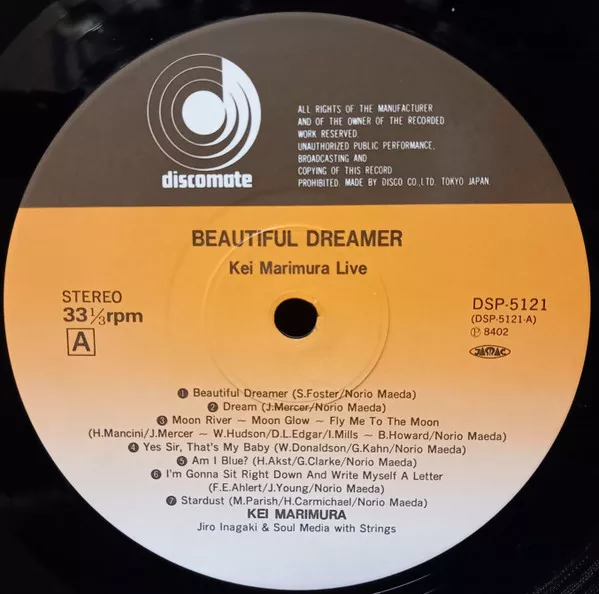 discomate
ALL RIGHTS OF THE MANUFACTURER
AND OF THE OWNER OF THE RECORDED
WORK RESERVED.
UNAUTHORIZED PUBLIC PERFORMANCE,
BROADCASTING AND
COPYING OF THIS RECORD
PROHIBITED. MADE BY DISCO CO., LTD. TOKYO JAPAN.
BEAUTIFUL DREAMER
Kei Marimura Live
STEREO
33 1/3 rpm
A
DSP-5121
(DSP-5121-A)
Ⓟ 8402
JASRAC
❶ Beautiful Dreamer (S.Foster/Norio Maeda)
❷ Dream (J.Mercer/Norio Maeda)
❸ Moon River ~ Moon Glow ~ Fly Me To The Moon
(H.Mancini/J.Mercer ~ W.Hudson/D.L.Edgar/I.Mills ~ B.Howard/Norio Maeda)
❹ Yes Sir, That's My Baby (W.Donaldson/G.Kahn/Norio Maeda)
❺ Am I Blue? (H.Akst/G.Clarke/Norio Maeda)
❻ I'm Gonna Sit Right Down And Write Myself A Letter
(F.E.Ahlert/J.Young/Norio Maeda)
❼ Stardust (M.Parish/H.Carmichael/Norio Maeda)
KEI MARIMURA
Jiro Inagaki & Soul Media with Strings